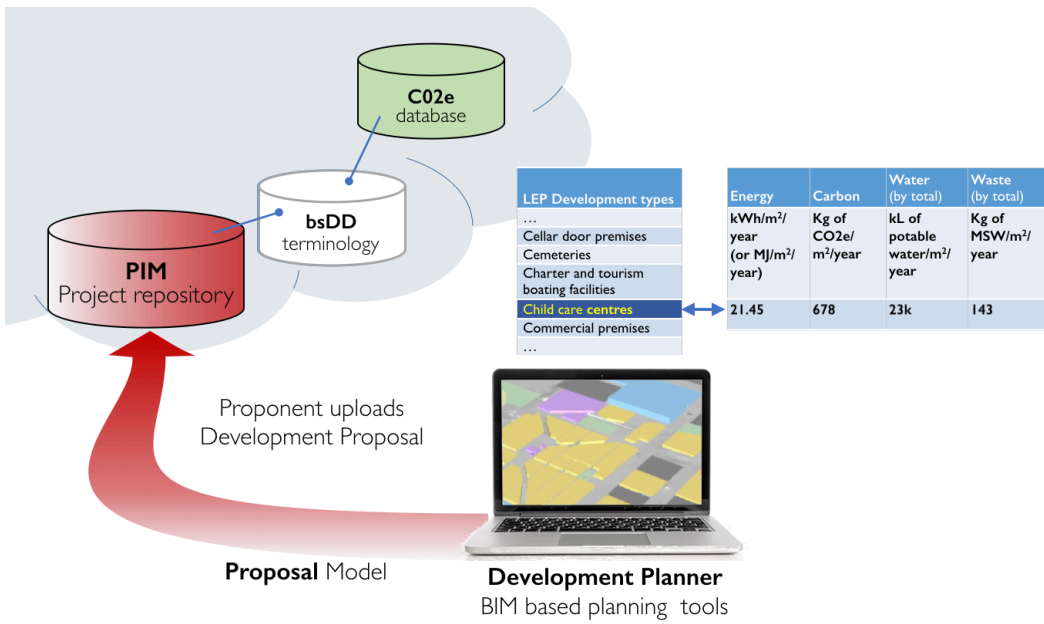 C02e
database
bsDD
terminology
PIM
Project repository
LEP Development types
…
Cellar door premises
Cemeteries
Charter and tourism
boating facilities
Child care centres
Commercial premises
…
Energy
Carbon
Water
(by total)
Waste
(by total)
kWh/m²/
year
(or MJ/m²/
year)
Kg of
CO2e/
m²/year
kL of
potable
water/m²/
year
Kg of
MSW/m²/
year
21.45
678
23k
143
Proponent uploads
Development Proposal
Proposal Model
Development Planner
BIM based planning tools